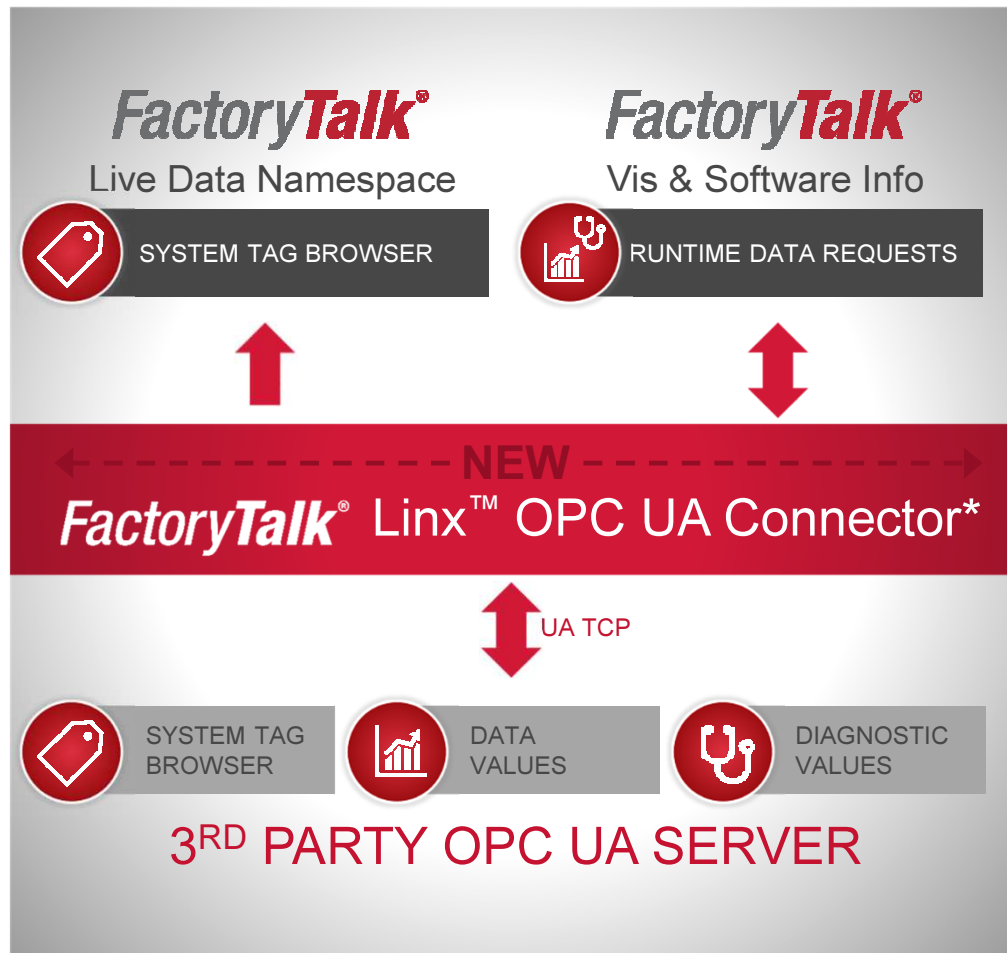 FactoryTalk®
Live Data Namespace
SYSTEM TAG BROWSER
FactoryTalk®
Vis & Software Info
RUNTIME DATA REQUESTS
NEW
FactoryTalk® Linx™ OPC UA Connector*
UA TCP
SYSTEM TAG
BROWSER
DATA
VALUES
DIAGNOSTIC
VALUES
3RD PARTY OPC UA SERVER